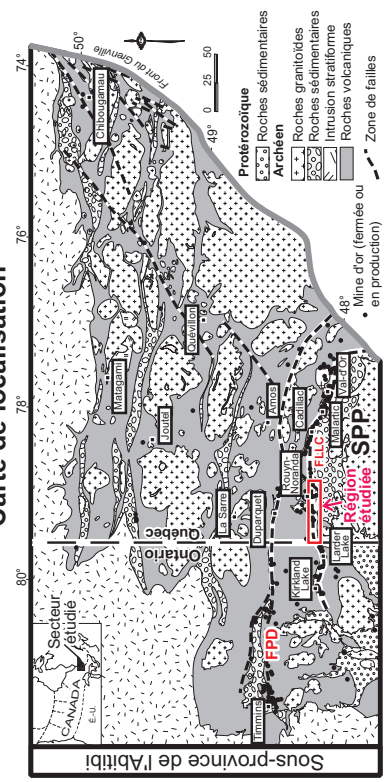 Carte de localisation
Sous-province de l'Abitibi
CANADA
É.-U.
Secteur
étudié
80°
78°
76°
74°
50°
49°
48°
Ontario
Québec
Front du Grenville
Chibougamau
Matagami
Joutel
Quévillon
La Sarre
Duparquet
Amos
Timmins
FPD
Rouyn
Noranda
Cadillac
Kirkland
Lake
FLLC
Malartic
Val-d'Or
Larder
Lake
Région
étudiée
SPP
0
50
Protérozoïque
Roches sédimentaires
Archéen
Roches granitoïdes
Roches sédimentaires
Intrusion stratiforme
Roches volcaniques
Zone de failles
Mine d'or (fermée ou
en production)